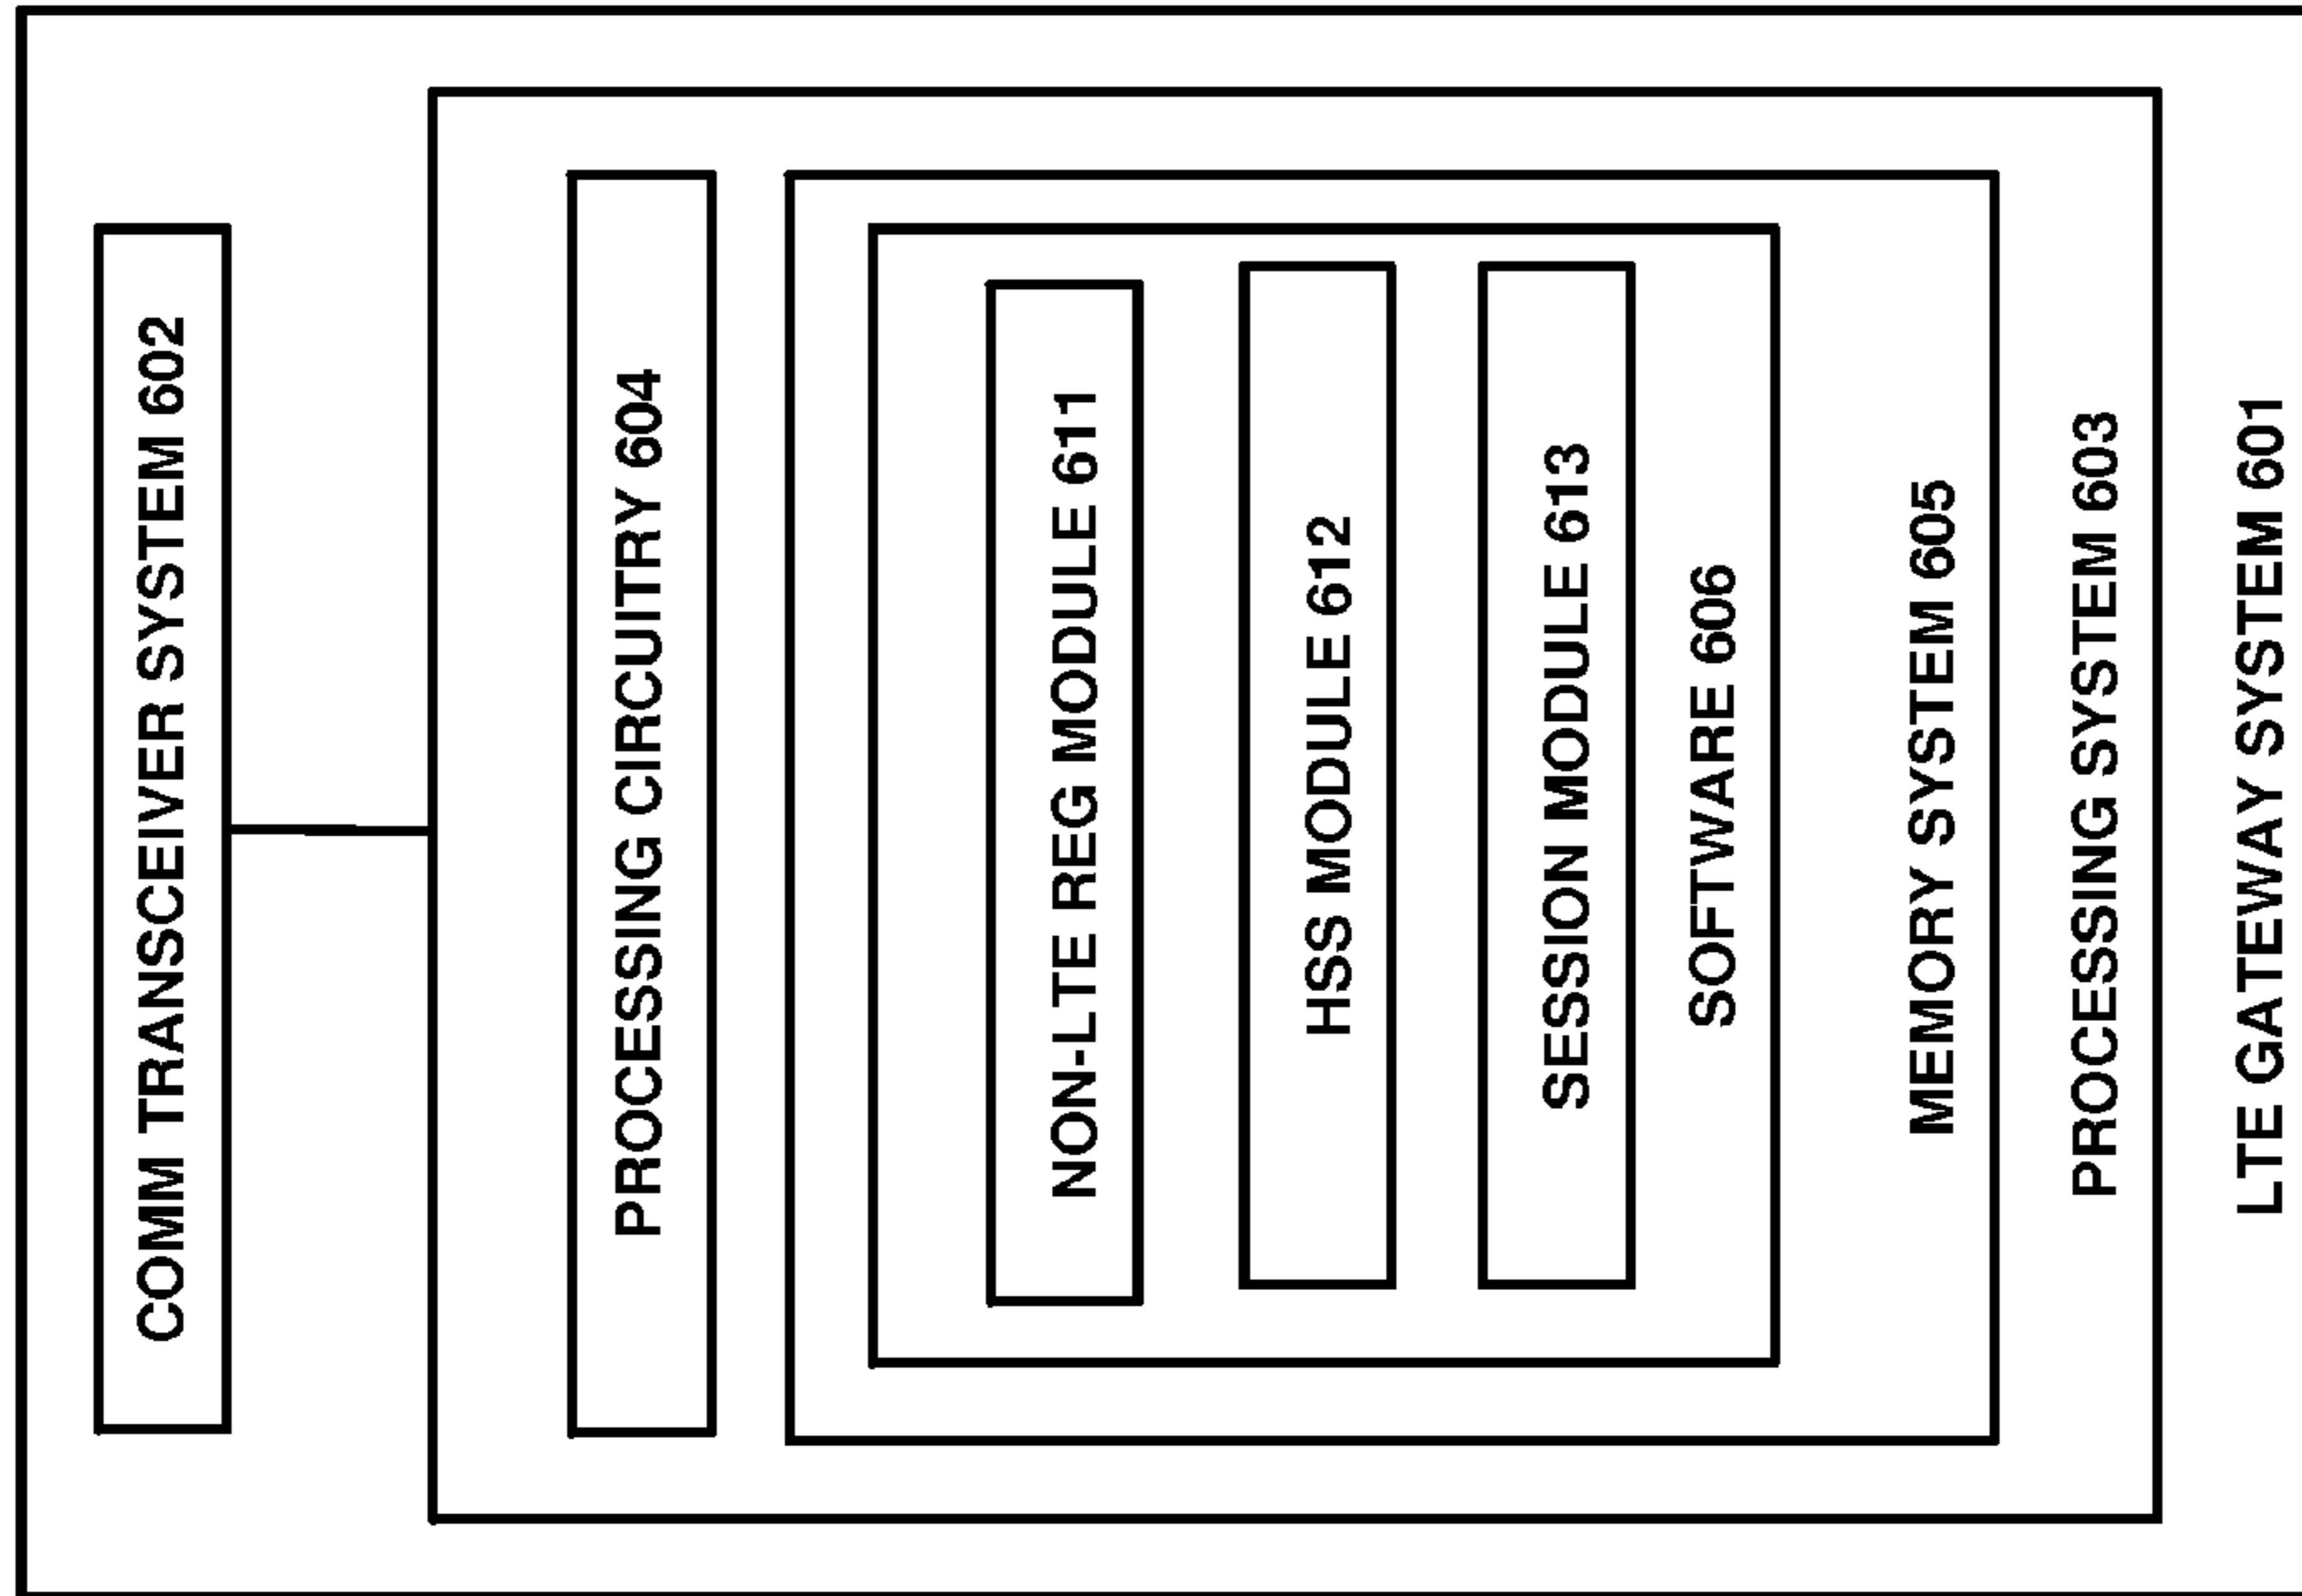 COMM TRANSCEIVER SYSTEM 602
PROCESSING CIRCUITRY 604
NON-LTE REG MODULE 611
HSS MODULE 612
SESSION MODULE 613
SOFTWARE 606
MEMORY SYSTEM 605
PROCESSING SYSTEM 603
LTE GATEWAY SYSTEM 601